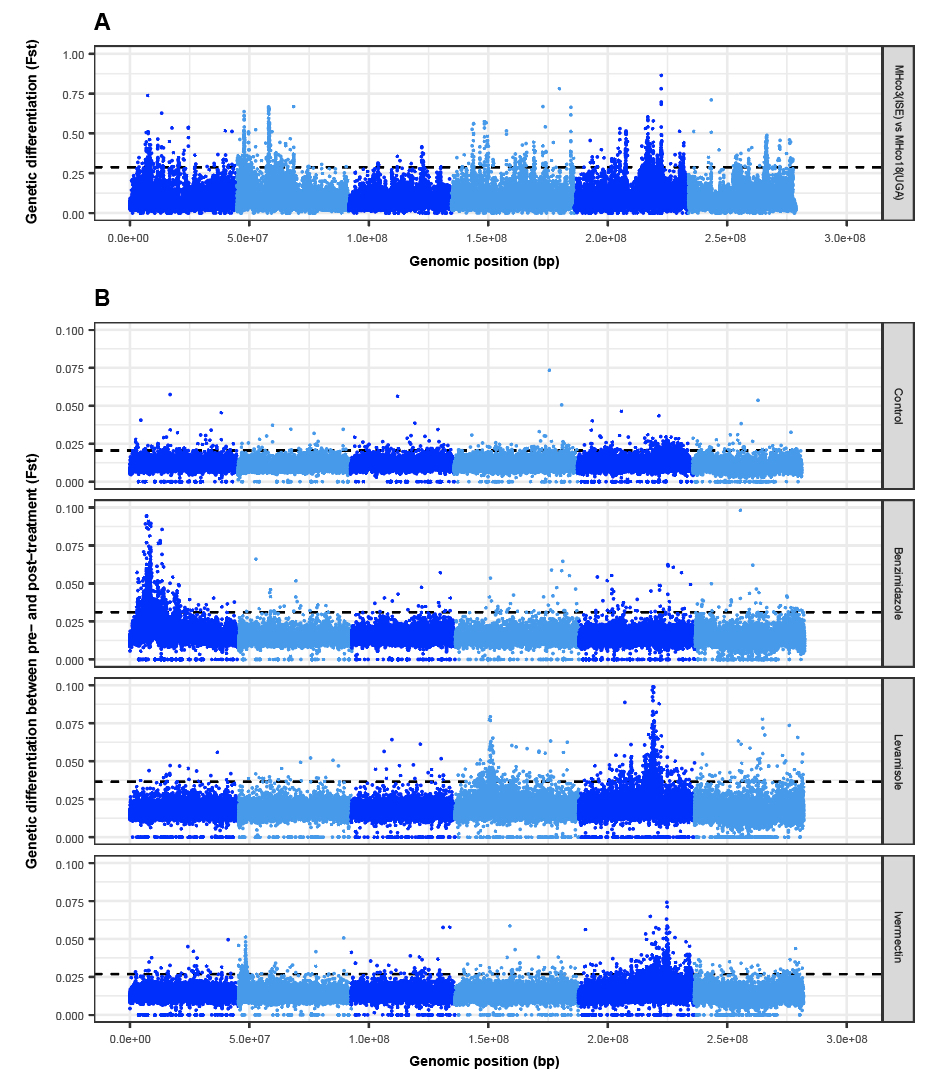 A
Genetic differentiation (Fst)
1.00
0.75
0.50
0.25
0.00
MHco3(ISE) vs MHco18(UGA)
0.0e+00 5.0e+07 1.0e+08 1.5e+08 2.0e+08 2.5e+08 3.0e+08
Genomic position (bp)
B
Genetic differentiation between pre− and post−treatment (Fst)
0.100
0.075
0.050
0.025
0.000
Control
0.100
0.075
0.050
0.025
0.000
Benzimidazole
0.100
0.075
0.050
0.025
0.000
Levamisole
0.100
0.075
0.050
0.025
0.000
Ivermectin
0.0e+00 5.0e+07 1.0e+08 1.5e+08 2.0e+08 2.5e+08 3.0e+08
Genomic position (bp)